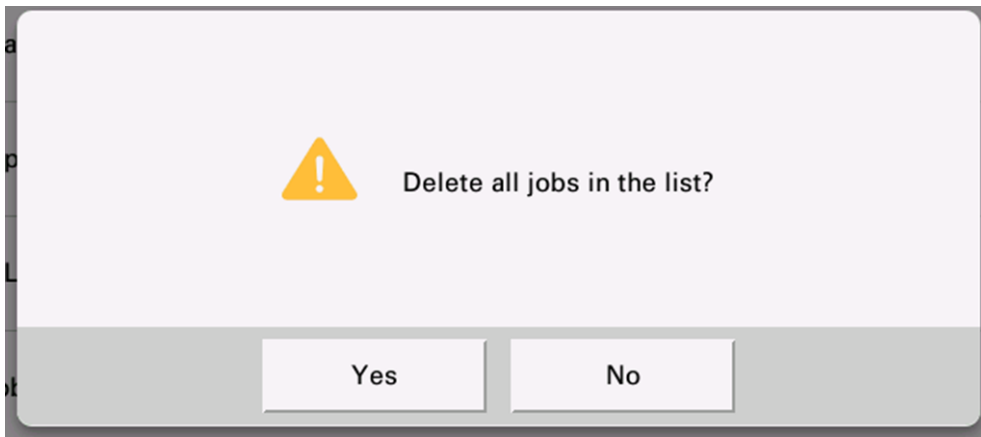 Delete all jobs in the list?
Yes No